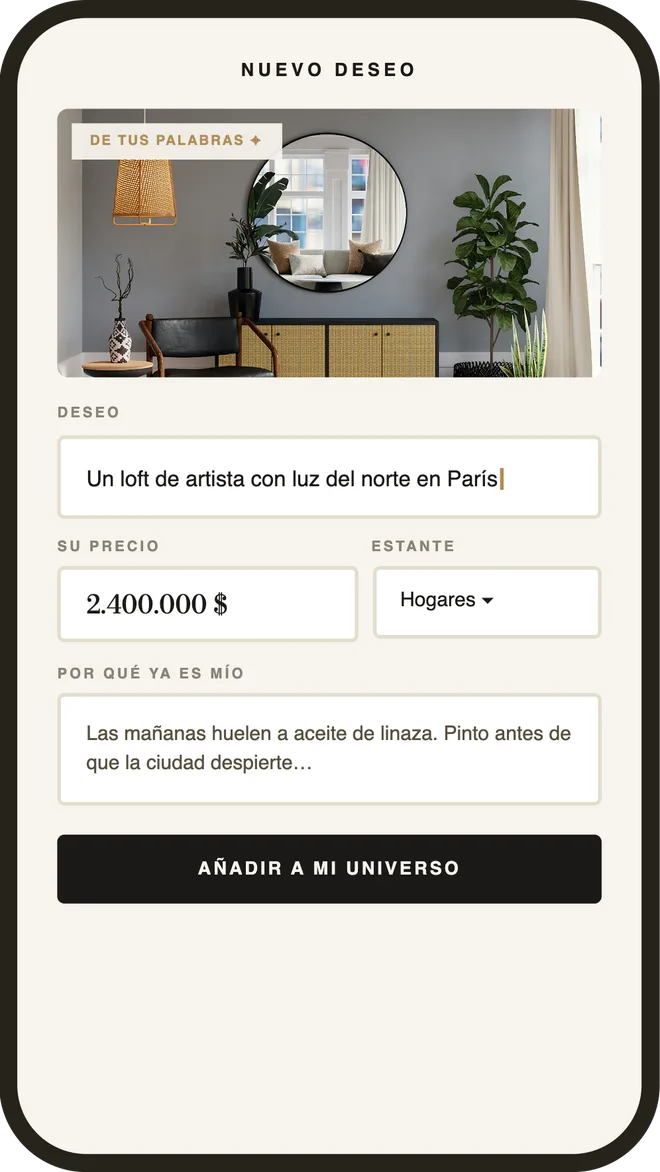 NUEVO DESEO
DE TUS PALABRAS ✦
DESEO
Un loft de artista con luz del norte en París
SU PRECIO
ESTANTE
2.400.000 $
Hogares
POR QUÉ YA ES MÍO
Las mañanas huelen a aceite de linaza. Pinto antes de
que la ciudad despierte…
AÑADIR A MI UNIVERSO